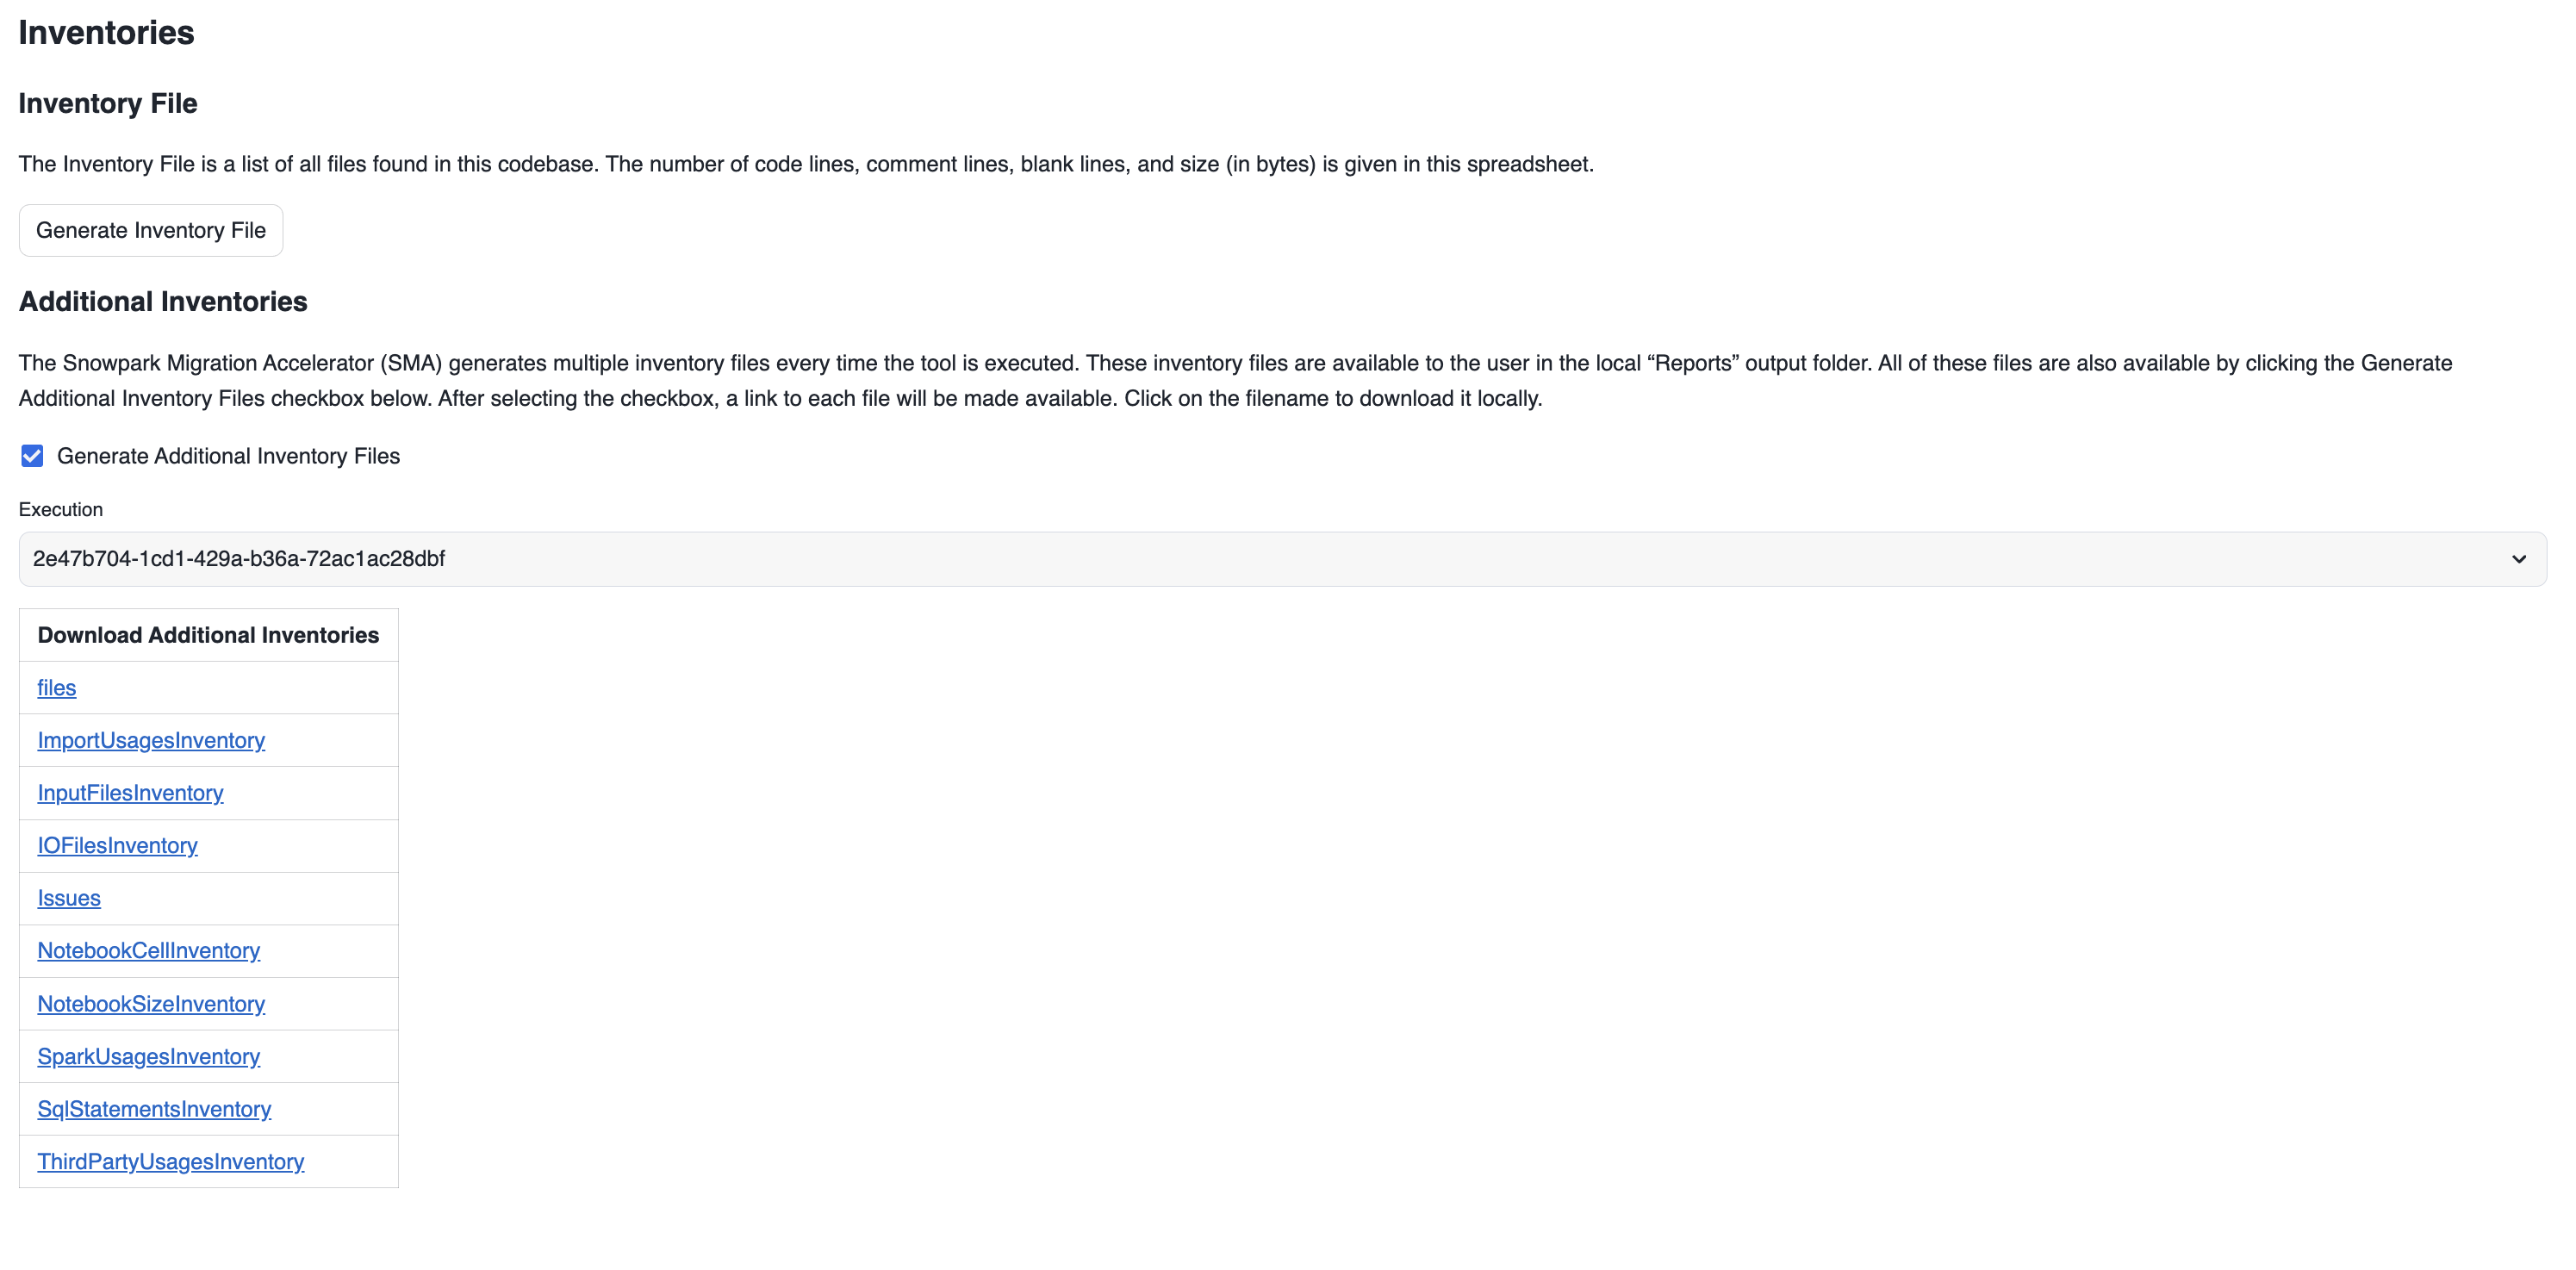 Inventories
Inventory File
The Inventory File is a list of all files found in this codebase. The number of code lines, comment lines, blank lines, and size (in bytes) is given in this spreadsheet.
Generate Inventory File
Additional Inventories
The Snowpark Migration Accelerator (SMA) generates multiple inventory files every time the tool is executed. These inventory files are available to the user in the local “Reports” output folder. All of these files are also available by clicking the Generate
Additional Inventory Files checkbox below. After selecting the checkbox, a link to each file will be made available. Click on the filename to download it locally.
Generate Additional Inventory Files
Execution
2e47b704-1cd1-429a-b36a-72ac1ac28dbf
Download Additional Inventories
files
ImportUsagesInventory
InputFilesInventory
IOFilesInventory
Issues
NotebookCellInventory
NotebookSizeInventory
SparkUsagesInventory
SqlStatementsInventory
ThirdPartyUsagesInventory